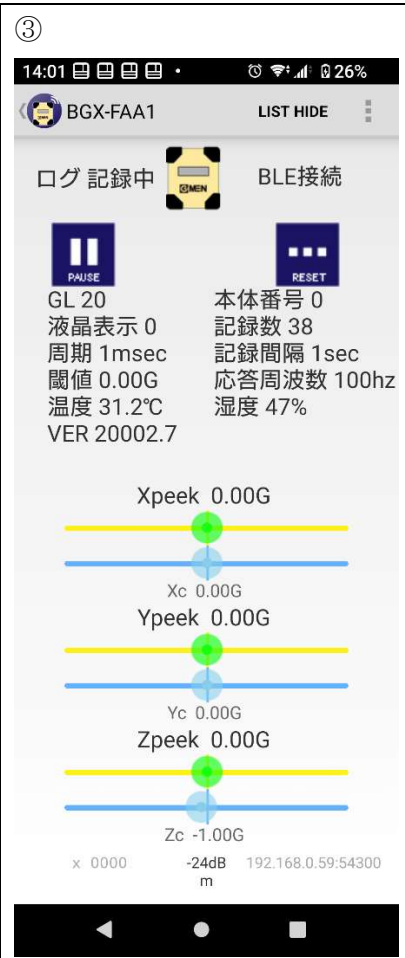 ③
14:01 26%
BGX-FAA1 LIST HIDE
ログ 記録中 GMEN BLE接続
PAUSE RESET
GL 20 本体番号 0
液晶表示 0 記録数 38
周期 1msec 記録間隔 1sec
閾値 0.00G 応答周波数 100hz
温度 31.2℃ 湿度 47%
VER 20002.7
Xpeek 0.00G
Xc 0.00G
Ypeek 0.00G
Yc 0.00G
Zpeek 0.00G
Zc -1.00G
x 0000 -24dB 192.168.0.59:54300
m